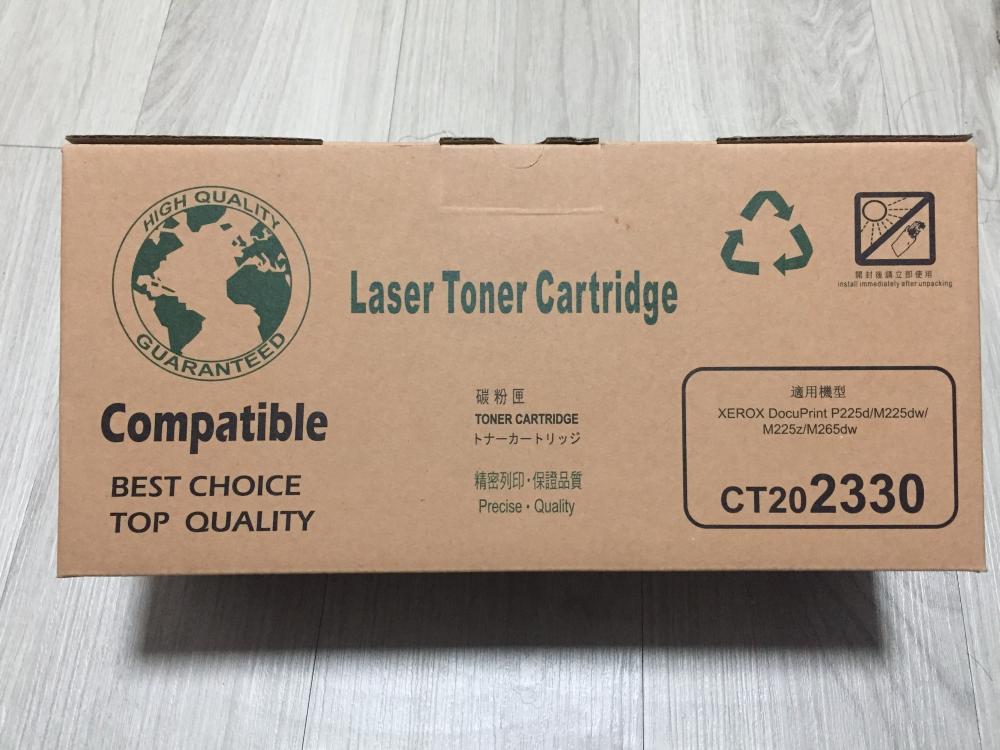 HIGH QUALITY
GUARANTEED
Laser Toner Cartridge
開封後請立即使用
install immediately after unpacking
Compatible
BEST CHOICE
TOP QUALITY
碳粉匣
TONER CARTRIDGE
トナーカートリッジ
精密列印・保證品質
Precise・Quality
適用機型
XEROX DocuPrint P225d/M225dw/
M225z/M265dw
CT202330